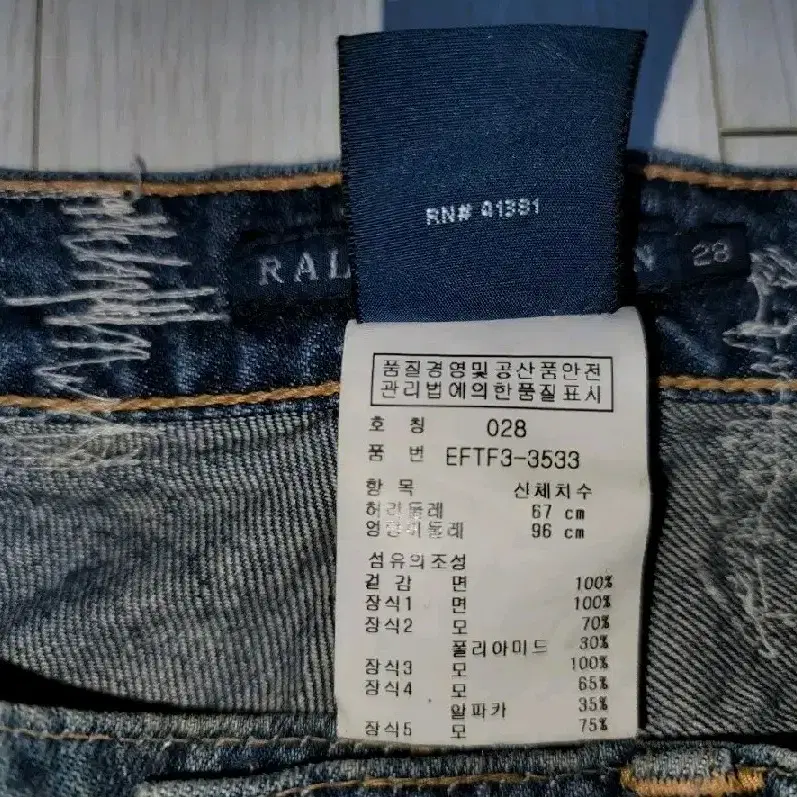 RN# 41381
RAL N 28
품질경영및 공산품안전
관리법에의한품질표시
호 칭 028
품 번 EFTF3-3533
항 목 신체치수
허리둘레 67 cm
엉덩이둘레 96 cm
섬유의조성
겉 감 면 100%
장식1 면 100%
장식2 모 70%
폴리아미드 30%
장식3 모 100%
장식4 모 65%
알파카 35%
장식5 모 75%